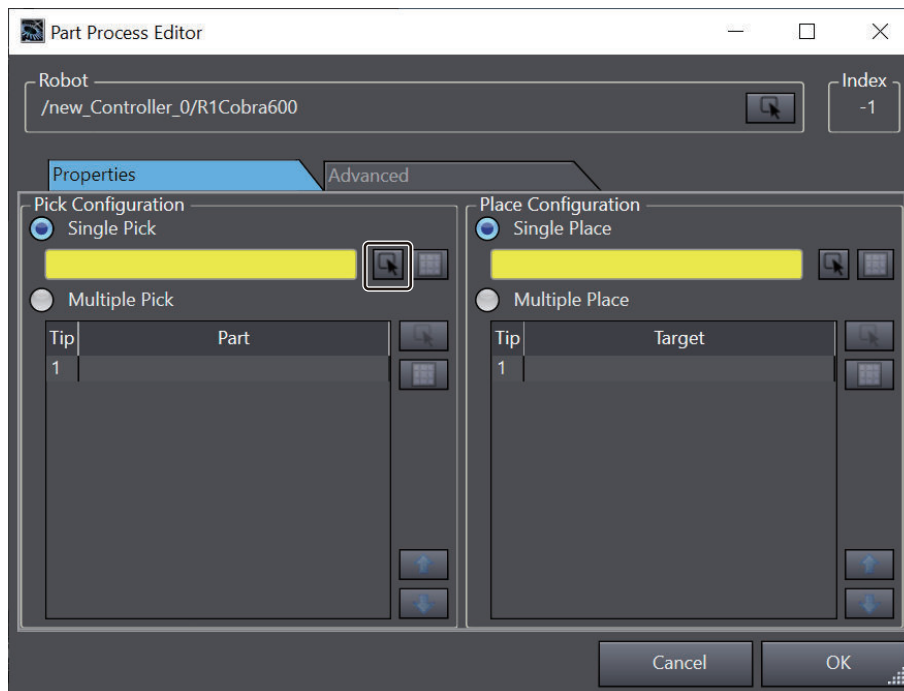 Part Process Editor
Robot
/new_Controller_0/R1Cobra600
Index
-1
Properties
Advanced
Pick Configuration
Single Pick
Multiple Pick
Tip Part
1
Place Configuration
Single Place
Multiple Place
Tip Target
1
Cancel
OK